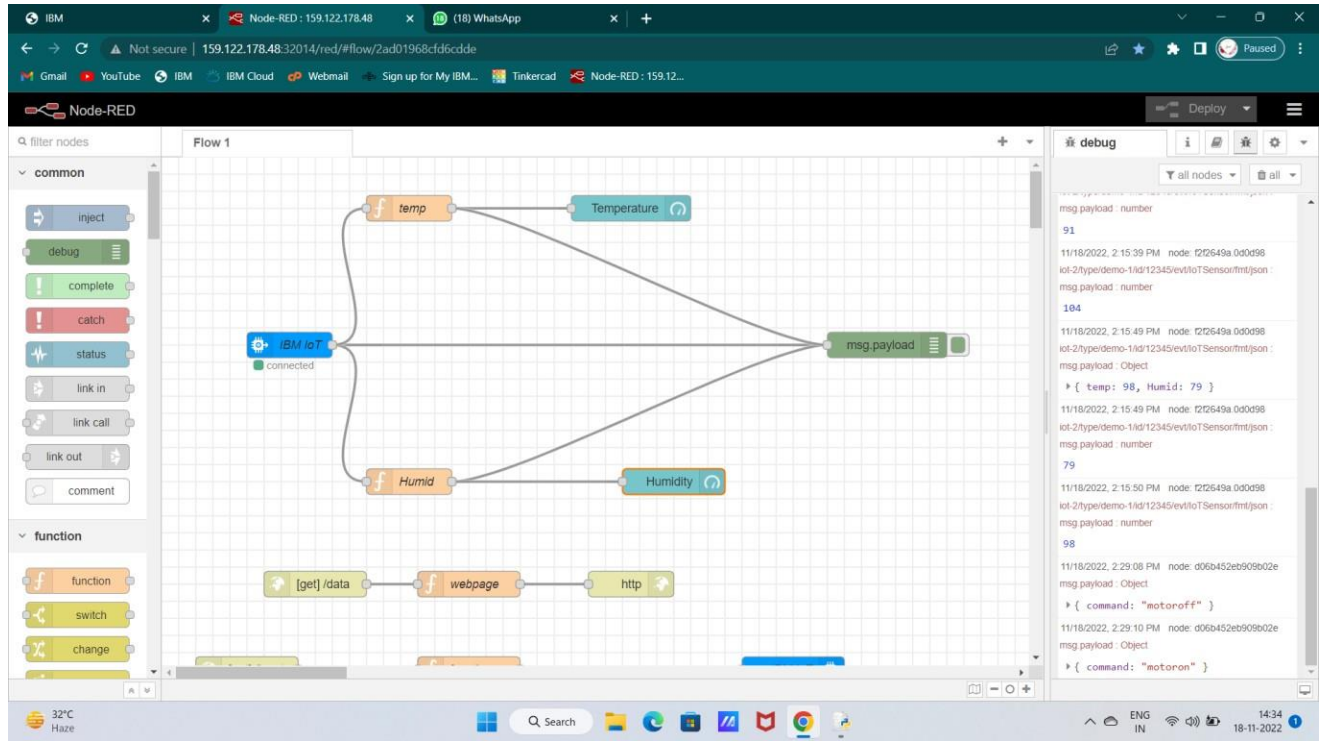 IBM
Node-RED : 159.122.178.48
(18) WhatsApp
Not secure | 159.122.178.48:32014/red/#flow/2ad01968cfd6cdde
Paused
Gmail
YouTube
IBM
IBM Cloud
Webmail
Sign up for My IBM...
Tinkercad
Node-RED : 159.12...
Node-RED
Deploy
filter nodes
Flow 1
debug
all nodes
all
common
inject
debug
complete
catch
status
link in
link call
link out
comment
function
function
switch
change
temp
Temperature
IBM IoT
connected
msg.payload
Humid
Humidity
[get] /data
webpage
http
msg.payload : number
91
11/18/2022, 2:15:39 PM node: f2f2649a.0d0d98
iot-2/type/demo-1/id/12345/evt/IoTSensor/fmt/json :
msg.payload : number
104
11/18/2022, 2:15:49 PM node: f2f2649a.0d0d98
iot-2/type/demo-1/id/12345/evt/IoTSensor/fmt/json :
msg.payload : Object
{ temp: 98, Humid: 79 }
11/18/2022, 2:15:49 PM node: f2f2649a.0d0d98
iot-2/type/demo-1/id/12345/evt/IoTSensor/fmt/json :
msg.payload : number
79
11/18/2022, 2:15:50 PM node: f2f2649a.0d0d98
iot-2/type/demo-1/id/12345/evt/IoTSensor/fmt/json :
msg.payload : number
98
11/18/2022, 2:29:08 PM node: d06b452eb909b02e
msg.payload : Object
{ command: "motoroff" }
11/18/2022, 2:29:10 PM node: d06b452eb909b02e
msg.payload : Object
{ command: "motoron" }
32°C
Haze
Search
ENG
IN
14:34
18-11-2022
1